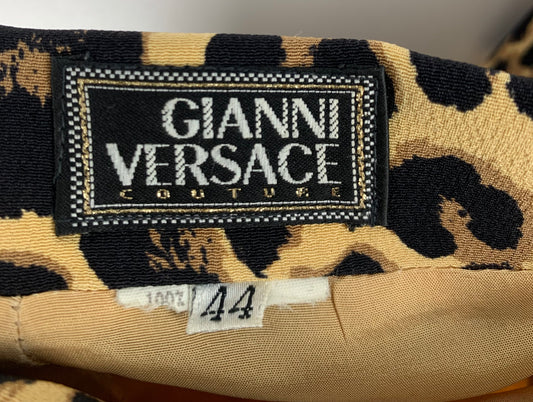 GIANNI
VERSACE
COUTURE
100% 44